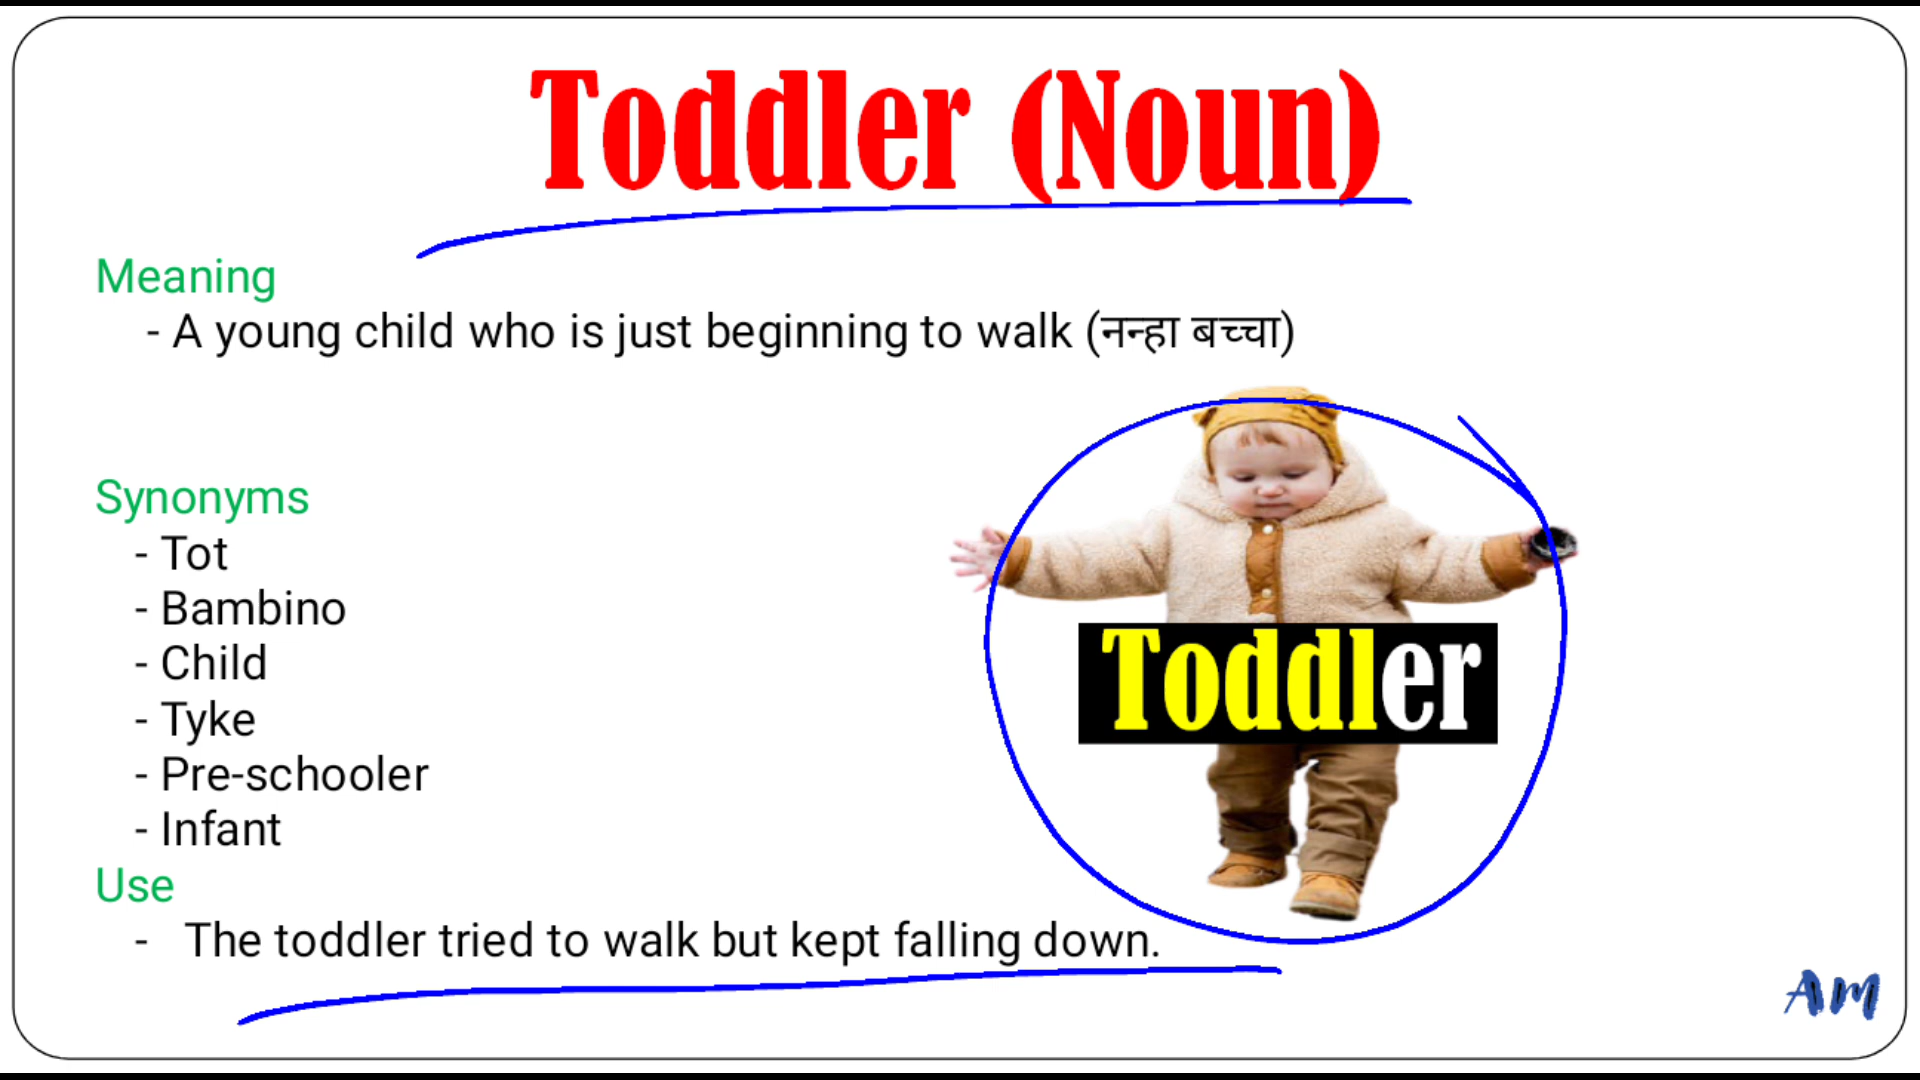 Toddler (Noun)
Meaning
- A young child who is just beginning to walk (नन्हा बच्चा)
Synonyms
- Tot
- Bambino
- Child
- Tyke
- Pre-schooler
- Infant
Toddler
Use
- The toddler tried to walk but kept falling down.
AM